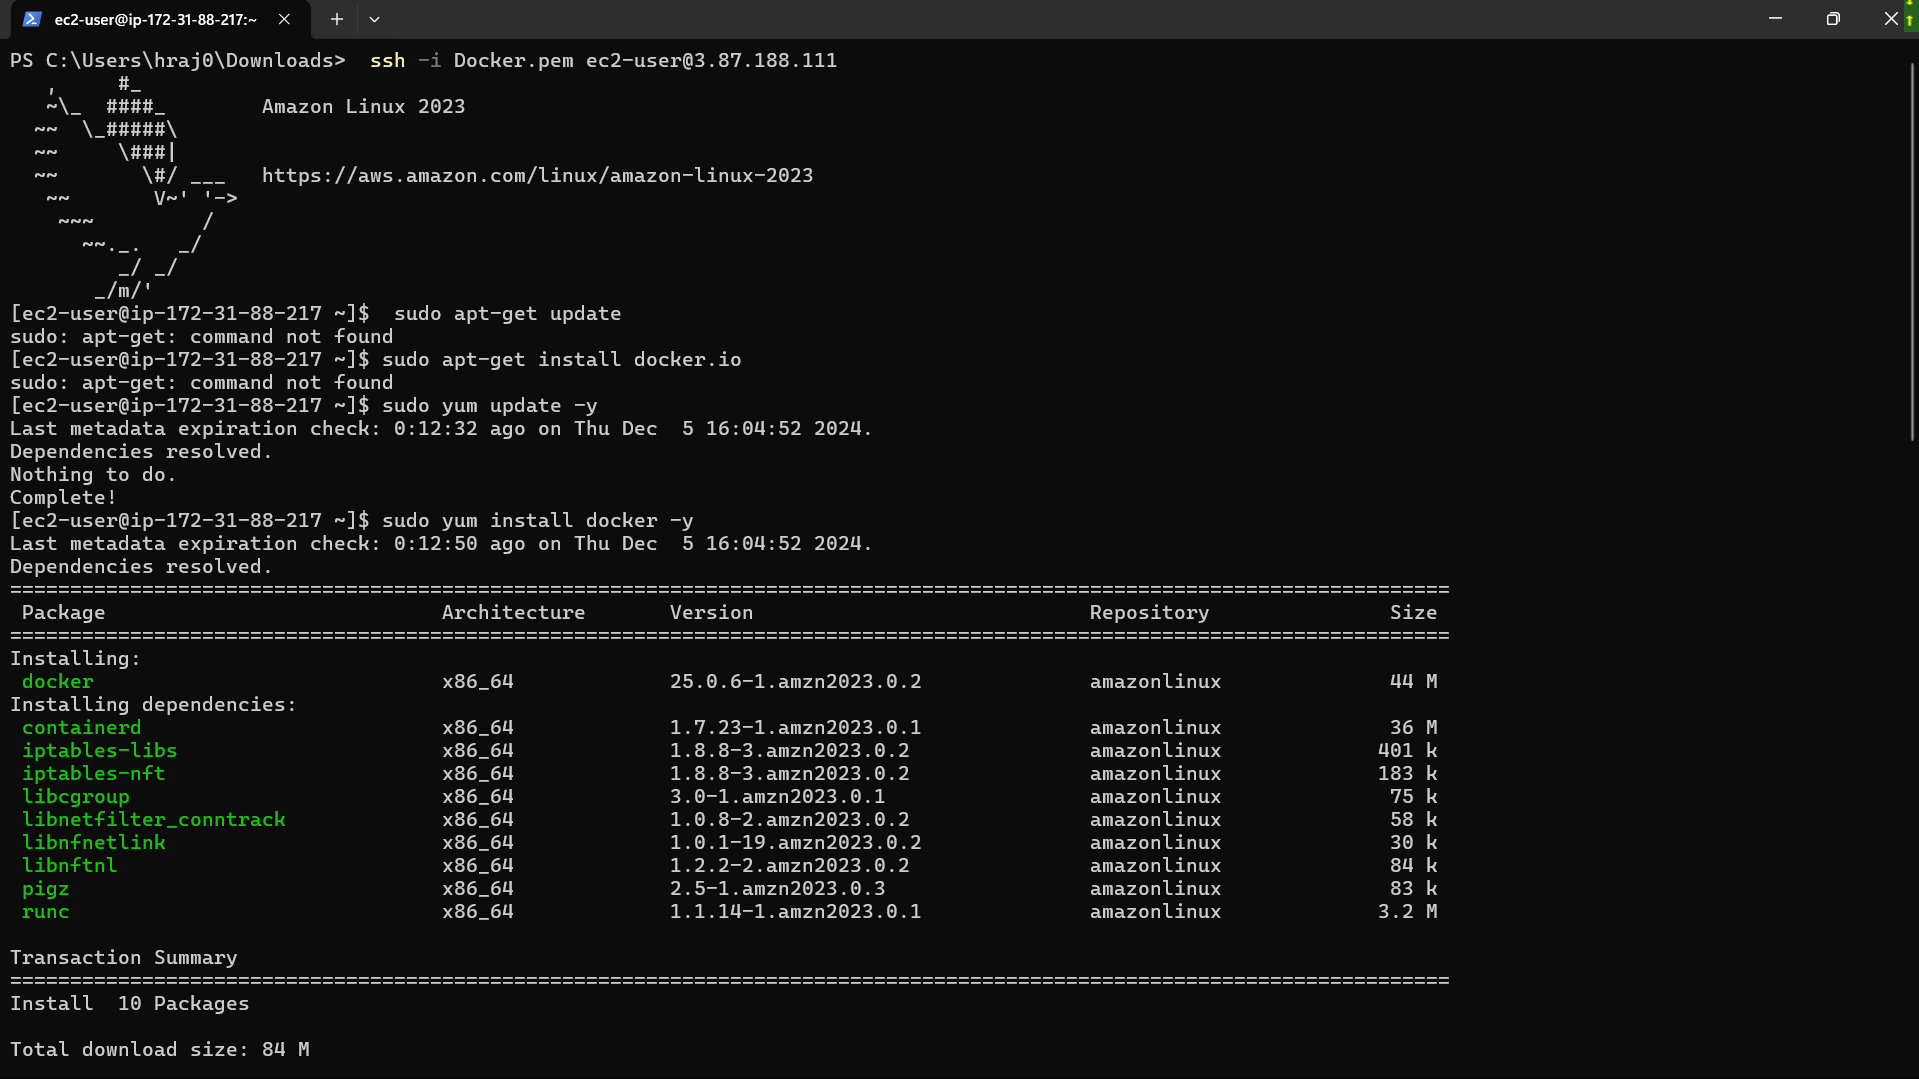 ec2-user@ip-172-31-88-217:~
PS C:\Users\hraj0\Downloads>  ssh -i Docker.pem ec2-user@3.87.188.111
   ,     #_
   ~\_  ####_        Amazon Linux 2023
  ~~  \_#####\
  ~~     \###|
  ~~       \#/ ___   https://aws.amazon.com/linux/amazon-linux-2023
   ~~       V~' '->
    ~~~         /
      ~~._.   _/
         _/ _/
       _/m/'
[ec2-user@ip-172-31-88-217 ~]$  sudo apt-get update
sudo: apt-get: command not found
[ec2-user@ip-172-31-88-217 ~]$ sudo apt-get install docker.io
sudo: apt-get: command not found
[ec2-user@ip-172-31-88-217 ~]$ sudo yum update -y
Last metadata expiration check: 0:12:32 ago on Thu Dec  5 16:04:52 2024.
Dependencies resolved.
Nothing to do.
Complete!
[ec2-user@ip-172-31-88-217 ~]$ sudo yum install docker -y
Last metadata expiration check: 0:12:50 ago on Thu Dec  5 16:04:52 2024.
Dependencies resolved.
========================================================================================================================
 Package                            Architecture       Version                            Repository               Size
========================================================================================================================
Installing:
 docker                             x86_64             25.0.6-1.amzn2023.0.2              amazonlinux              44 M
Installing dependencies:
 containerd                         x86_64             1.7.23-1.amzn2023.0.1              amazonlinux              36 M
 iptables-libs                      x86_64             1.8.8-3.amzn2023.0.2               amazonlinux             401 k
 iptables-nft                       x86_64             1.8.8-3.amzn2023.0.2               amazonlinux             183 k
 libcgroup                          x86_64             3.0-1.amzn2023.0.1                 amazonlinux              75 k
 libnetfilter_conntrack             x86_64             1.0.8-2.amzn2023.0.2               amazonlinux              58 k
 libnfnetlink                       x86_64             1.0.1-19.amzn2023.0.2              amazonlinux              30 k
 libnftnl                           x86_64             1.2.2-2.amzn2023.0.2               amazonlinux              84 k
 pigz                               x86_64             2.5-1.amzn2023.0.3                 amazonlinux              83 k
 runc                               x86_64             1.1.14-1.amzn2023.0.1              amazonlinux             3.2 M
Transaction Summary
========================================================================================================================
Install  10 Packages
Total download size: 84 M